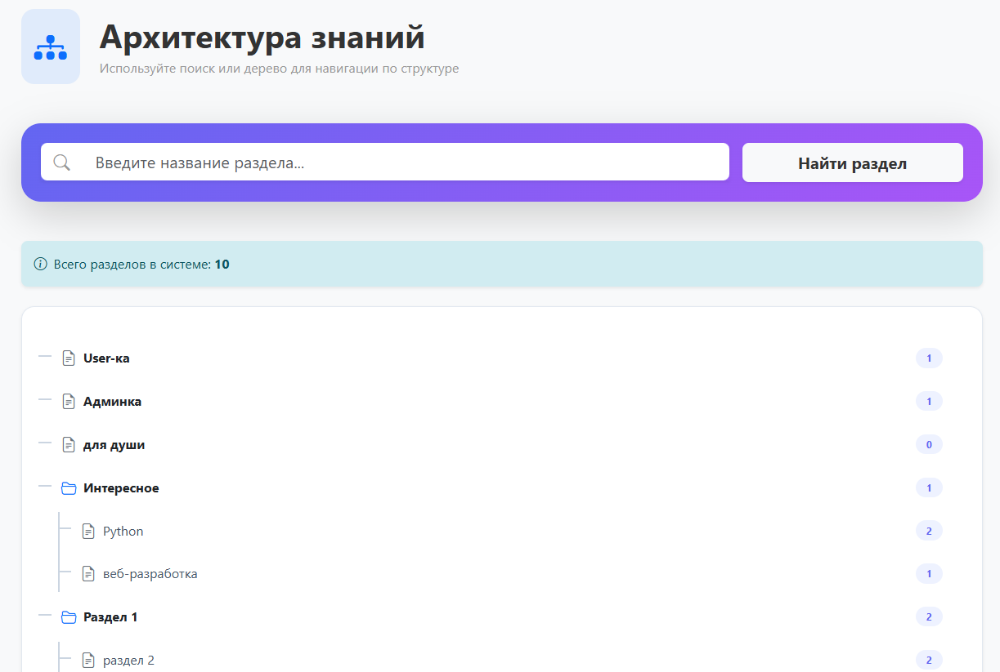 Архитектура знаний
Используйте поиск или дерево для навигации по структуре
Введите название раздела...
Найти раздел
Всего разделов в системе: 10
User-ка 1
Админка 1
для души 0
Интересное 1
Python 2
веб-разработка 1
Раздел 1 2
раздел 2 2